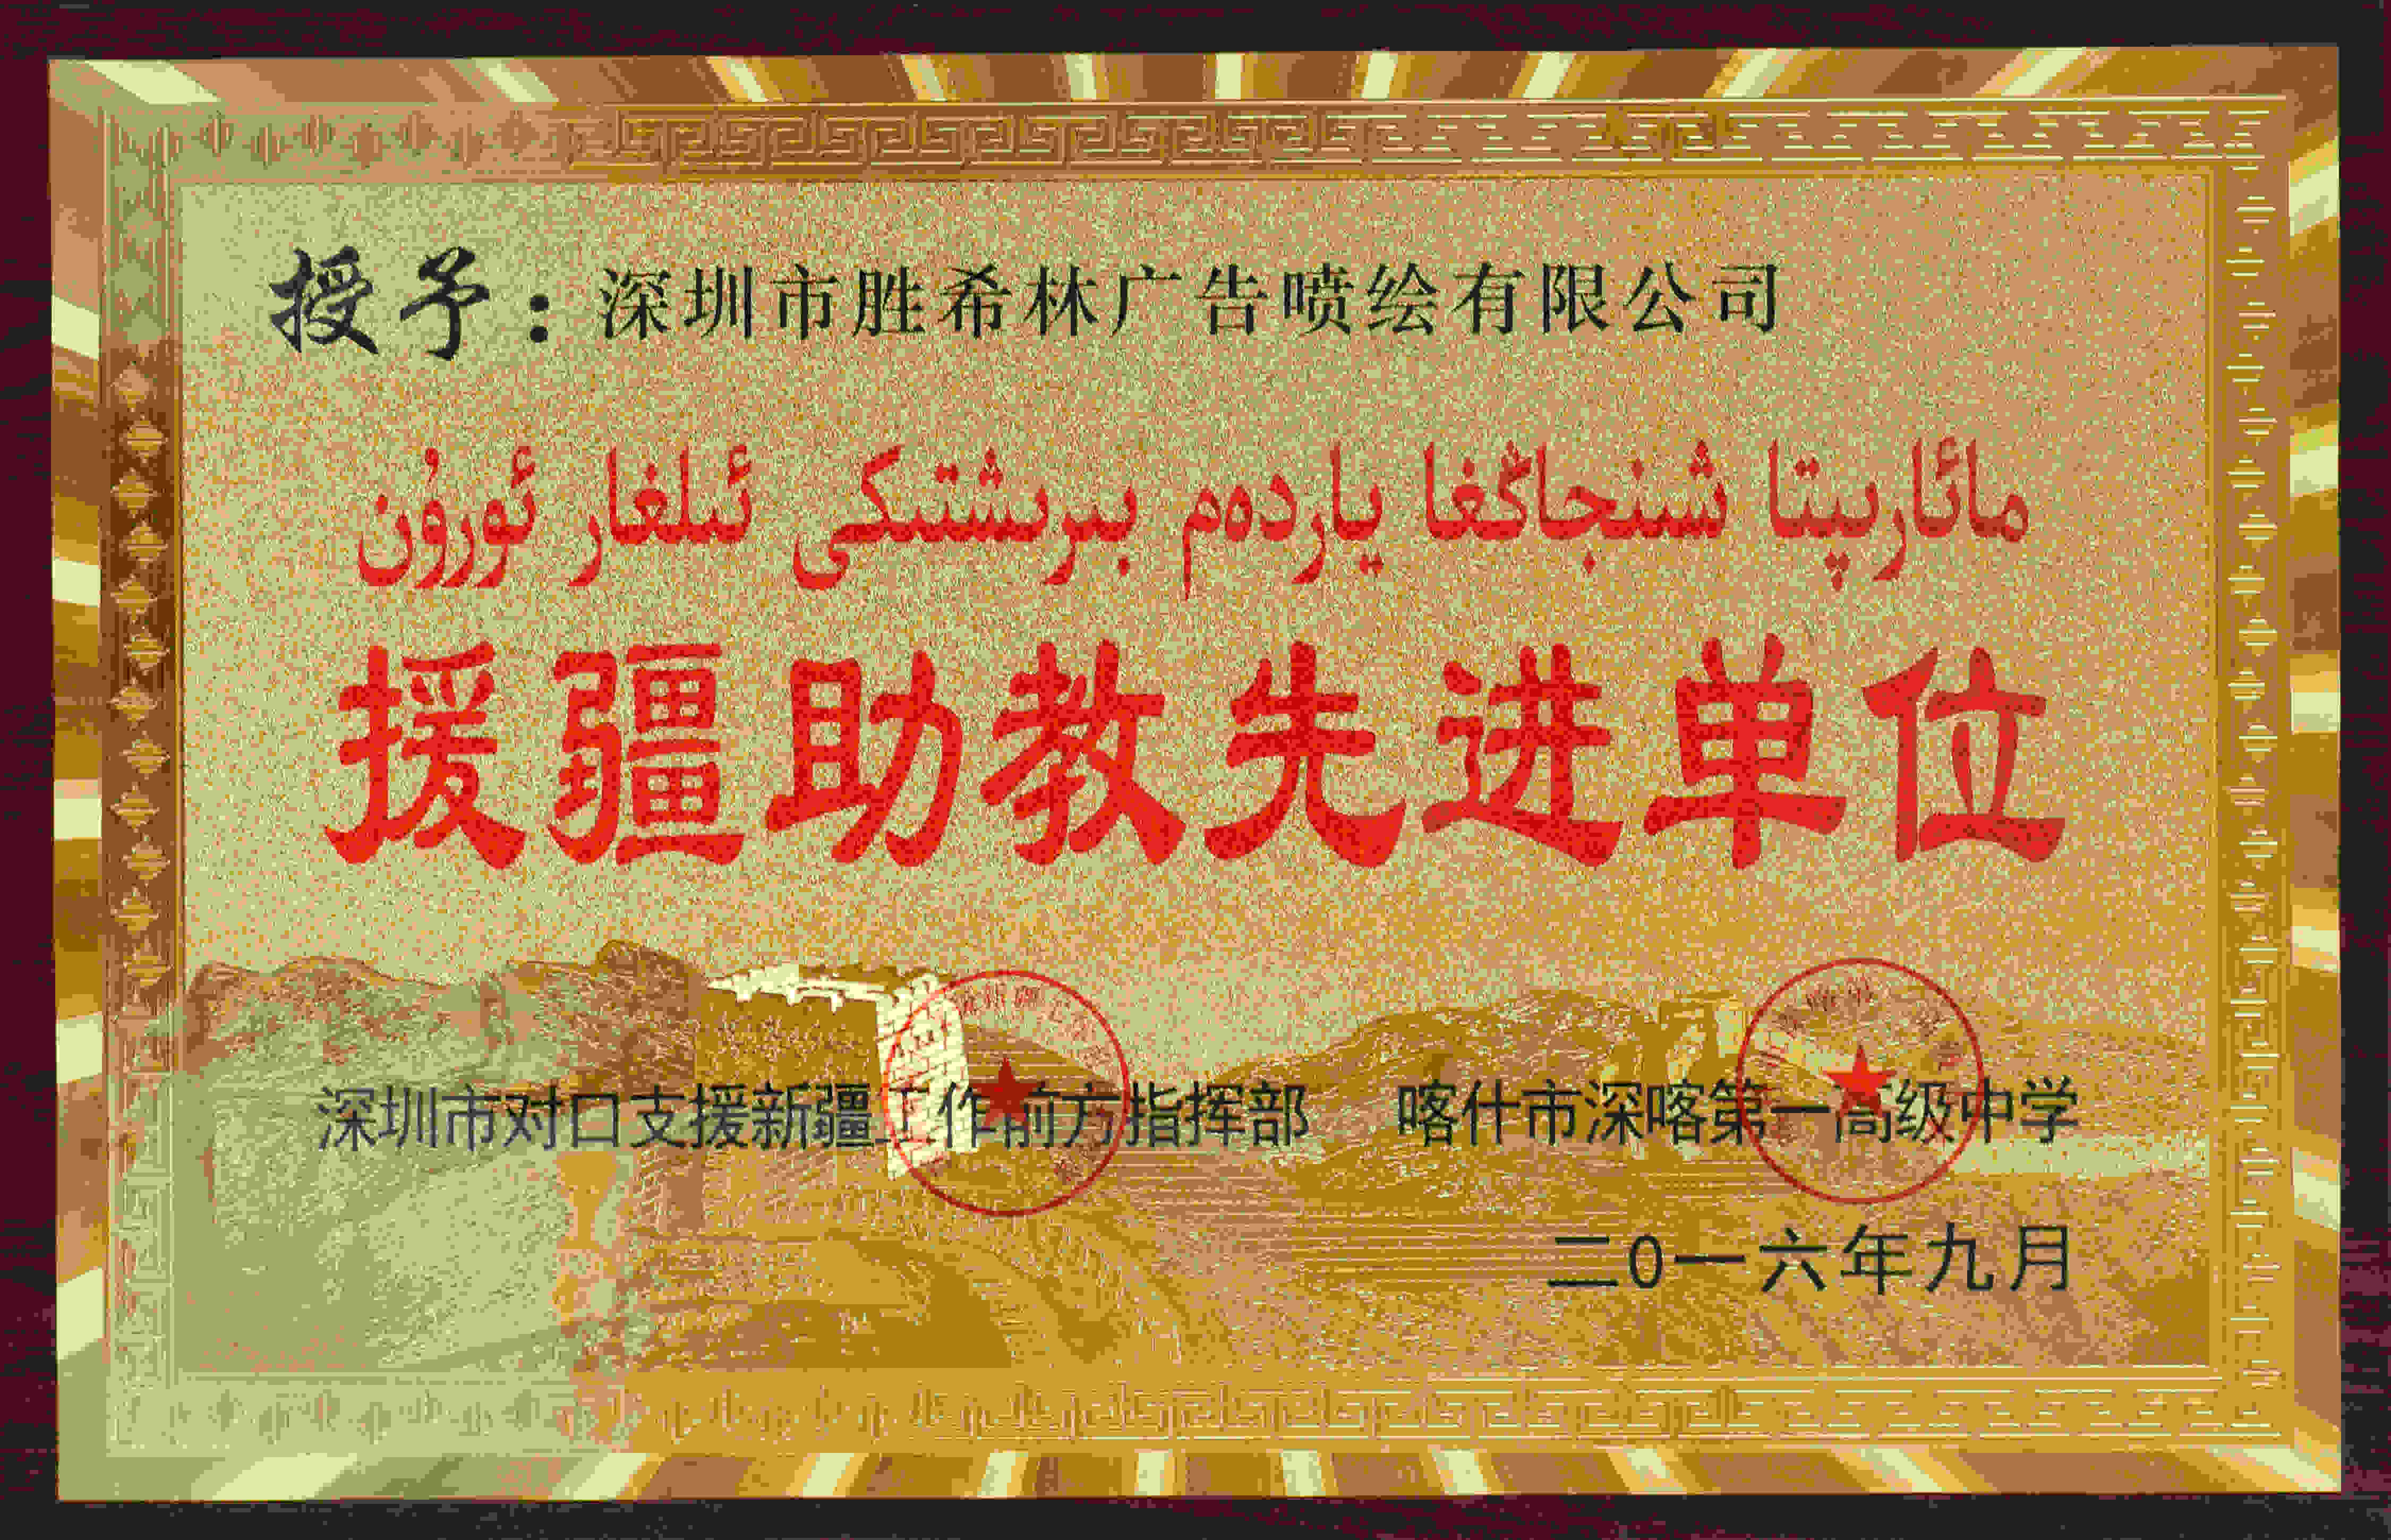 授予：深圳市胜希林广告喷绘有限公司
مائارىپتا شىنجاڭغا ياردەم بىرىشتىكى ئىلغار ئورۇن
援疆助教先进单位
深圳市对口支援新疆工作前方指挥部 喀什市深喀第一高级中学
二0一六年九月